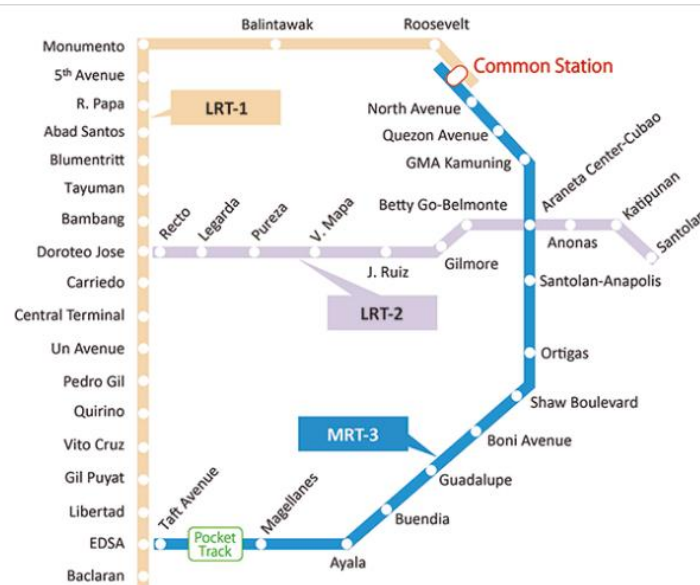 Balintawak
Roosevelt
Common Station
Monumento
5th Avenue
R. Papa
Abad Santos
Blumentritt
Tayuman
Bambang
Doroteo Jose
Carriedo
Central Terminal
Un Avenue
Pedro Gil
Quirino
Vito Cruz
Gil Puyat
Libertad
EDSA
Baclaran
LRT-1
North Avenue
Quezon Avenue
GMA Kamuning
Araneta Center-Cubao
Betty Go-Belmonte
Katipunan
Santolan
Anonas
Recto
Legarda
Pureza
V. Mapa
J. Ruiz
Gilmore
LRT-2
Santolan-Anapolis
Ortigas
Shaw Boulevard
Boni Avenue
MRT-3
Guadalupe
Buendia
Ayala
Magellanes
Pocket
Track
Taft Avenue